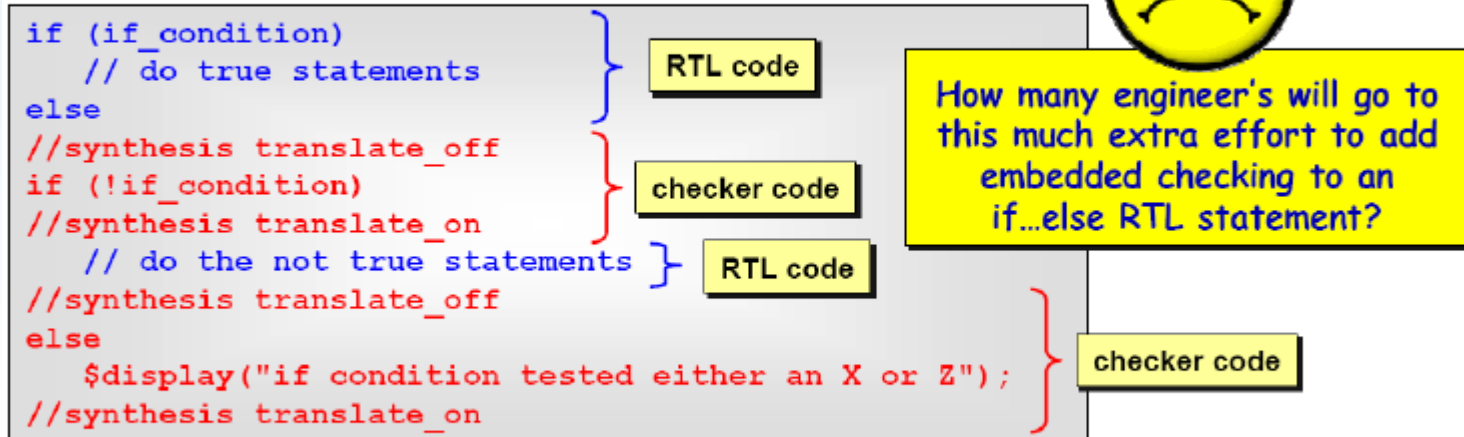 if (if_condition)
// do true statements
else
//synthesis translate_off
if (!if_condition)
//synthesis translate_on
// do the not true statements
//synthesis translate_off
else
$display("if condition tested either an X or Z");
//synthesis translate_on
RTL code
checker code
RTL code
checker code
How many engineer's will go to
this much extra effort to add
embedded checking to an
if…else RTL statement?